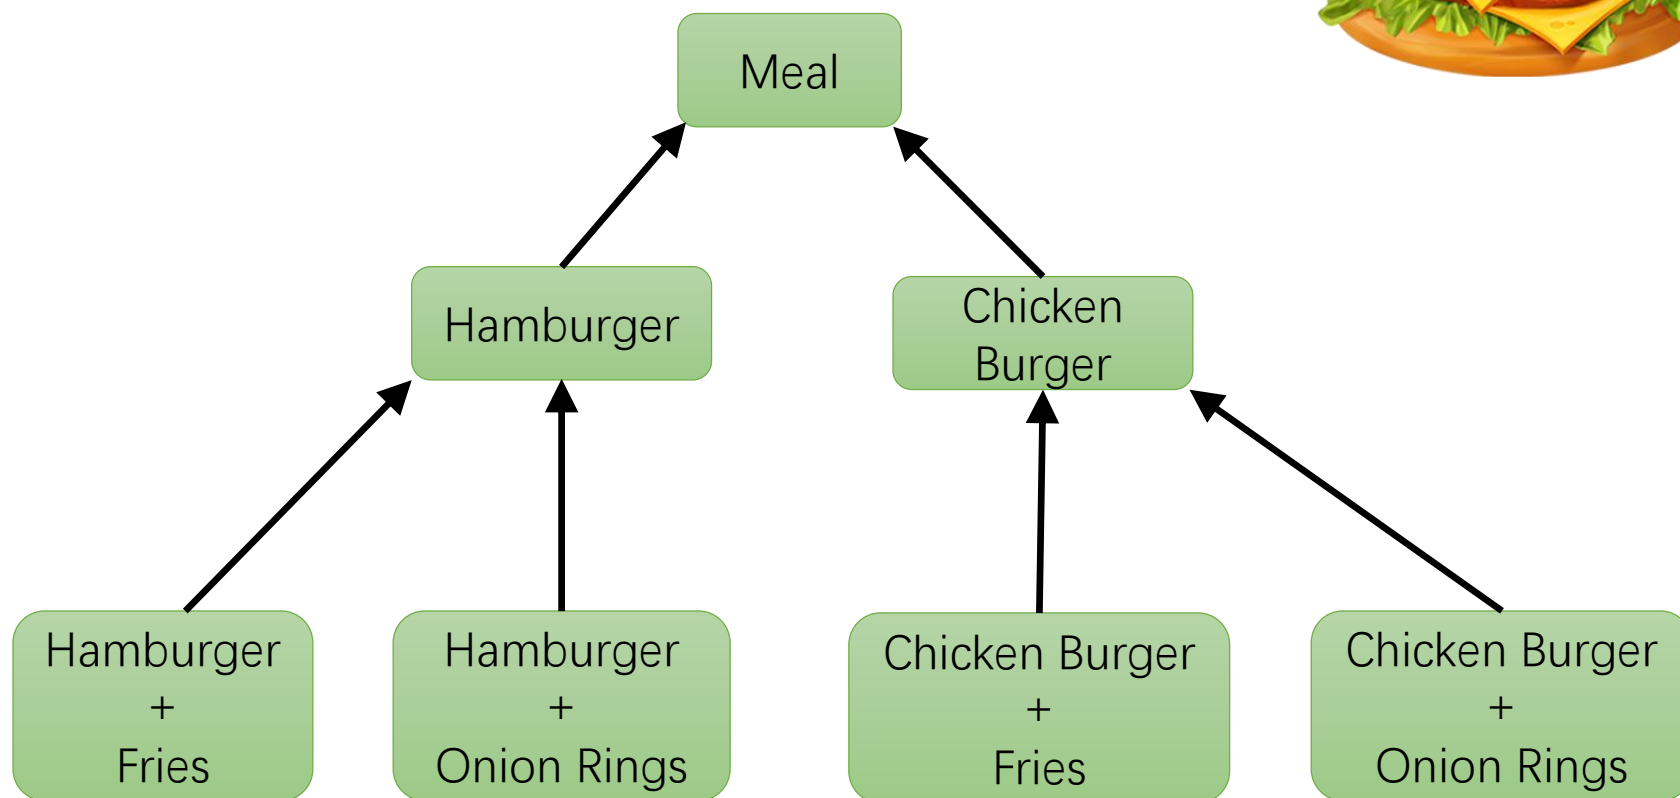 Meal
Hamburger
Chicken
Burger
Hamburger
+
Fries
Hamburger
+
Onion Rings
Chicken Burger
+
Fries
Chicken Burger
+
Onion Rings